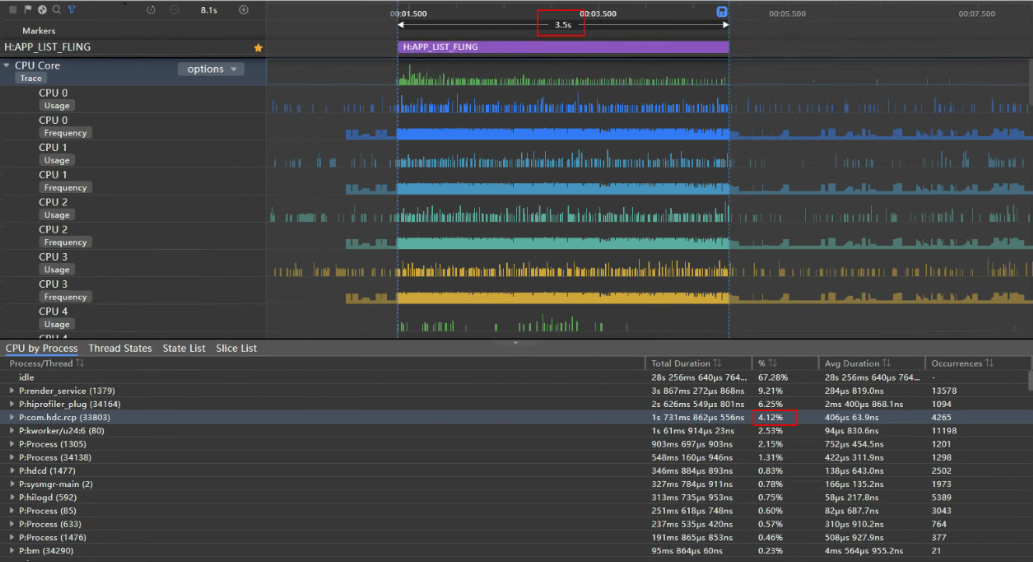 8.1s
00:01.500 00:03.500 00:05.500 00:07.500
3.5s
Markers
H:APP_LIST_FLING H:APP_LIST_FLING
CPU Core options
Trace
CPU 0
Usage
CPU 0
Frequency
CPU 1
Usage
CPU 1
Frequency
CPU 2
Usage
CPU 2
Frequency
CPU 3
Usage
CPU 3
Frequency
CPU 4
Usage
CPU by Process Thread States State List Slice List
Process/Thread Total Duration % Avg Duration Occurrences
idle 28s 256ms 640μs 764... 67.28% 28s 256ms 640μs 764... -
P:render_service (1379) 3s 867ms 272μs 868ns 9.21% 284μs 819.0ns 13578
P:hiprofiler_plug (34164) 2s 626ms 549μs 801ns 6.25% 2ms 400μs 868.1ns 1094
P:com.hdc.rcp (33803) 1s 731ms 862μs 556ns 4.12% 406μs 63.9ns 4265
P:kworker/u24:6 (80) 1s 61ms 914μs 23ns 2.53% 94μs 830.6ns 11198
P:Process (1305) 903ms 697μs 903ns 2.15% 752μs 454.5ns 1201
P:Process (34138) 548ms 160μs 946ns 1.31% 422μs 311.9ns 1298
P:hdcd (1477) 346ms 884μs 893ns 0.83% 138μs 643.0ns 2502
P:sysmgr-main (2) 327ms 784μs 911ns 0.78% 166μs 135.2ns 1973
P:hilogd (592) 313ms 735μs 953ns 0.75% 58μs 217.8ns 5389
P:Process (85) 251ms 618μs 748ns 0.60% 82μs 687.7ns 3043
P:Process (633) 237ms 535μs 420ns 0.57% 310μs 910.2ns 764
P:Process (1476) 191ms 865μs 853ns 0.46% 508μs 927.9ns 377
P:bm (34290) 95ms 864μs 60ns 0.23% 4ms 564μs 955.2ns 21